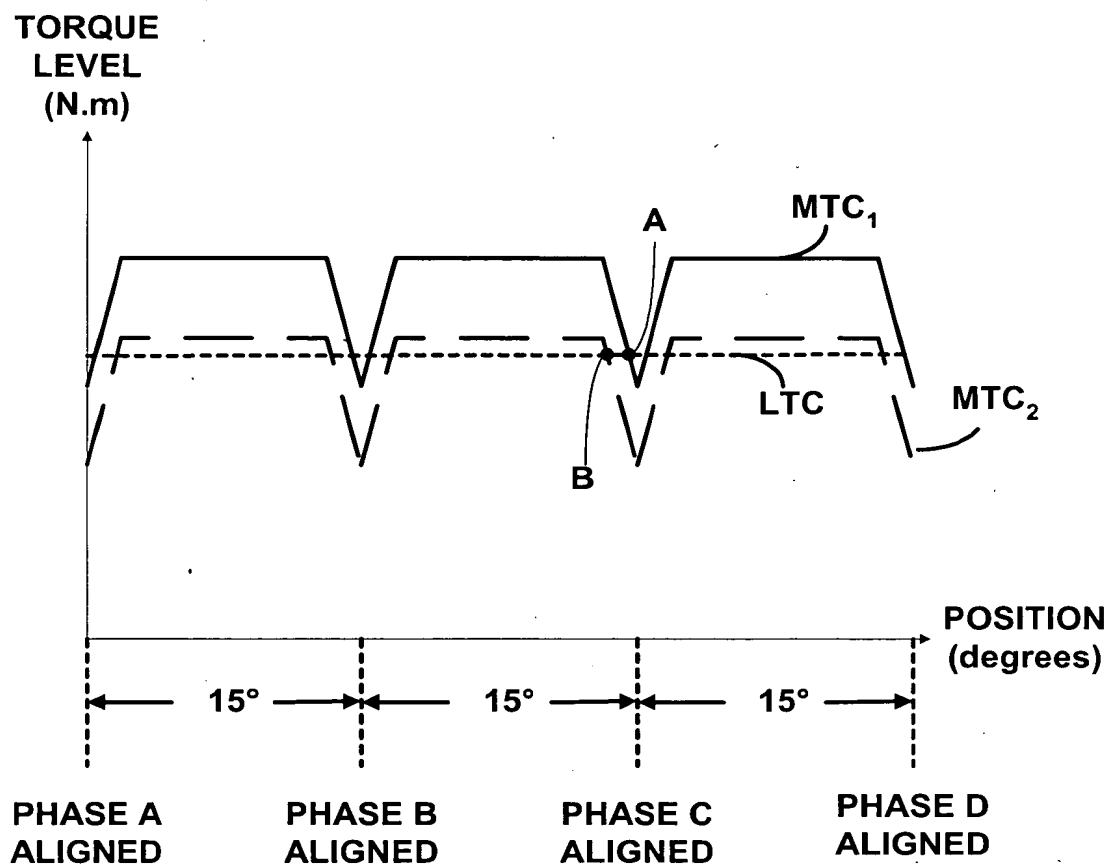 TORQUE
LEVEL
(N.m)
A
MTC₁
LTC
MTC₂
B
POSITION
(degrees)
15°
15°
15°
PHASE A
ALIGNED
PHASE B
ALIGNED
PHASE C
ALIGNED
PHASE D
ALIGNED